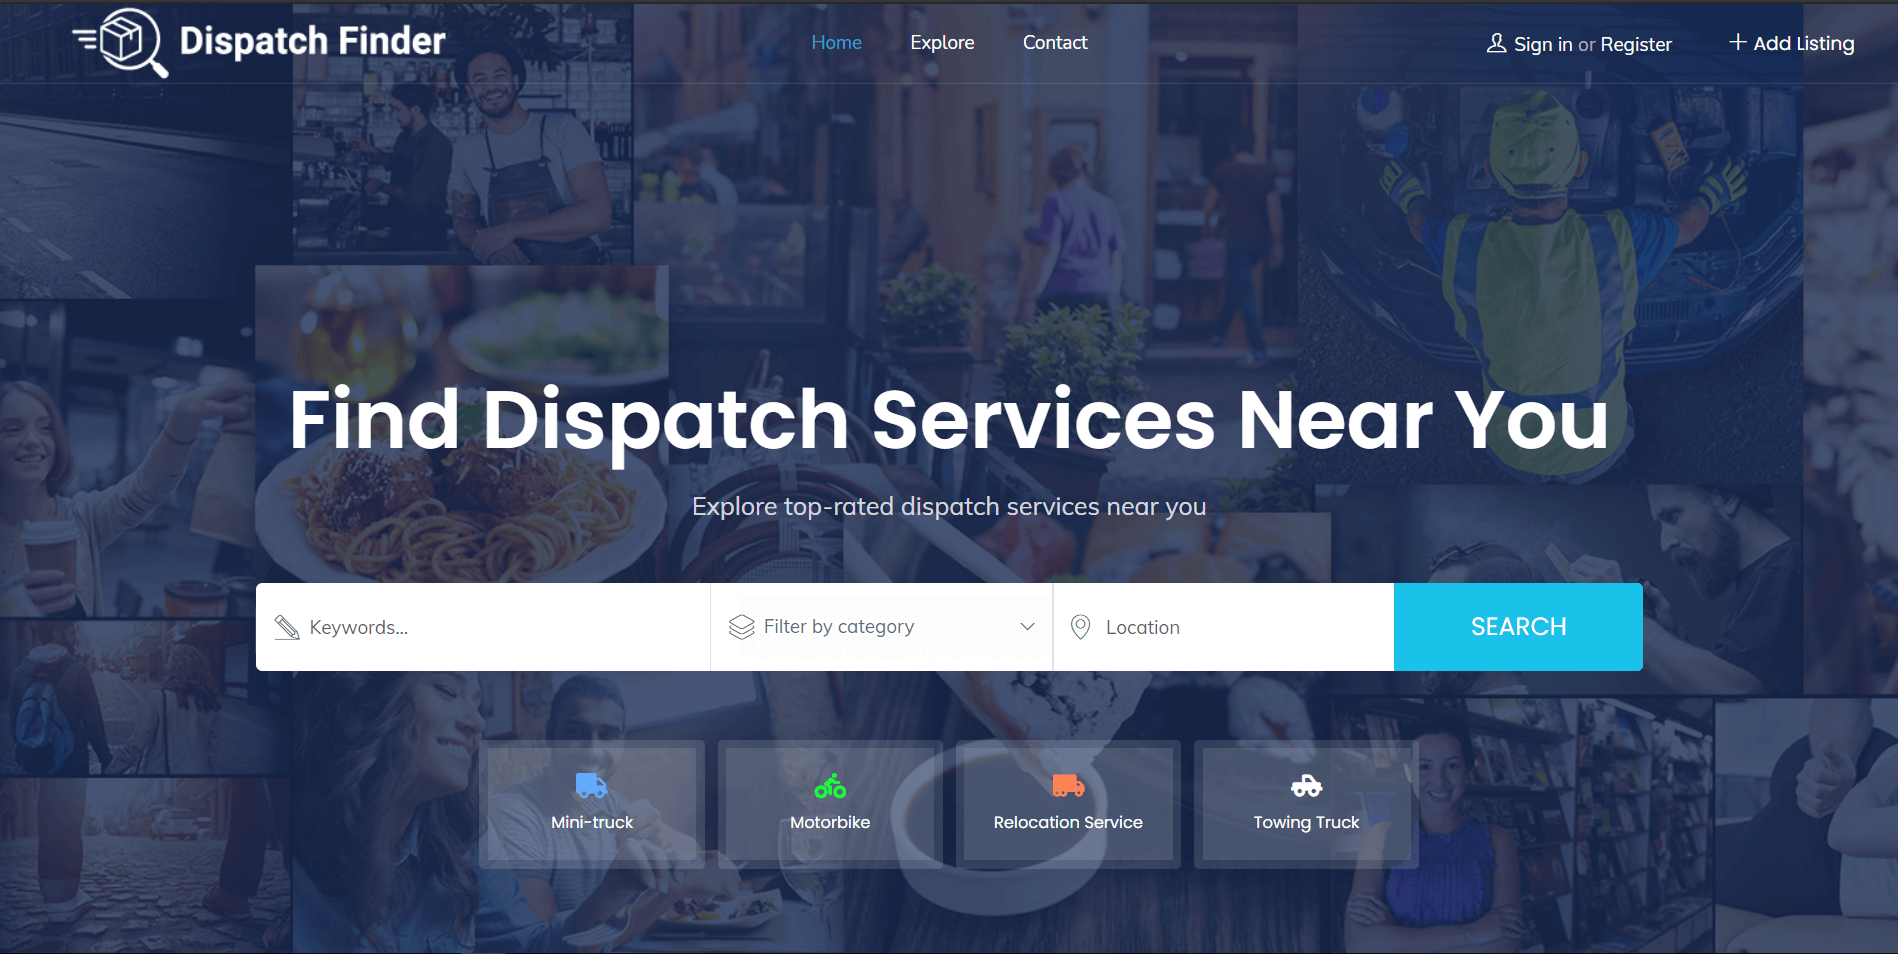 Dispatch Finder
Home
Explore
Contact
Sign in or Register
Add Listing
Find Dispatch Services Near You
Explore top-rated dispatch services near you
Keywords...
Filter by category
Location
SEARCH
Mini-truck
Motorbike
Relocation Service
Towing Truck